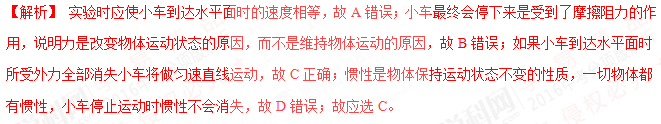 【解析】 实验时应使小车到达水平面时的速度相等，故 A 错误；小车最终会停下来是受到了摩擦阻力的作
用，说明力是改变物体运动状态的原因，而不是维持物体运动的原因，故 B 错误；如果小车到达水平面时
所受外力全部消失小车将做匀速直线运动，故 C 正确；惯性是物体保持运动状态不变的性质，一切物体都
有惯性，小车停止运动时惯性不会消失，故 D 错误；故应选 C。